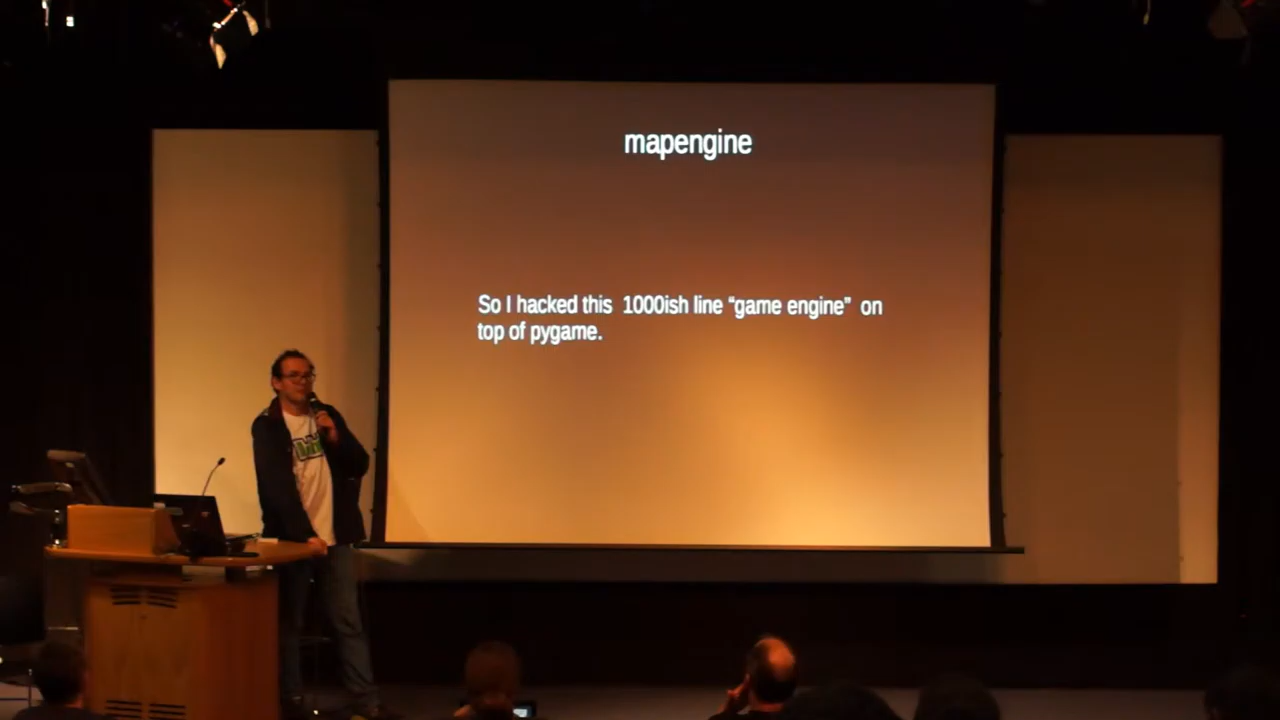 mapengine
So I hacked this 1000ish line “game engine” on
top of pygame.